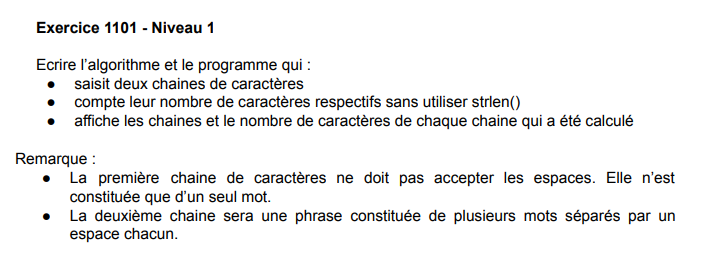 Exercice 1101 - Niveau 1
Ecrire l'algorithme et le programme qui :
● saisit deux chaines de caractères
● compte leur nombre de caractères respectifs sans utiliser strlen()
● affiche les chaines et le nombre de caractères de chaque chaine qui a été calculé
Remarque :
● La première chaine de caractères ne doit pas accepter les espaces. Elle n'est
constituée que d'un seul mot.
● La deuxième chaine sera une phrase constituée de plusieurs mots séparés par un
espace chacun.